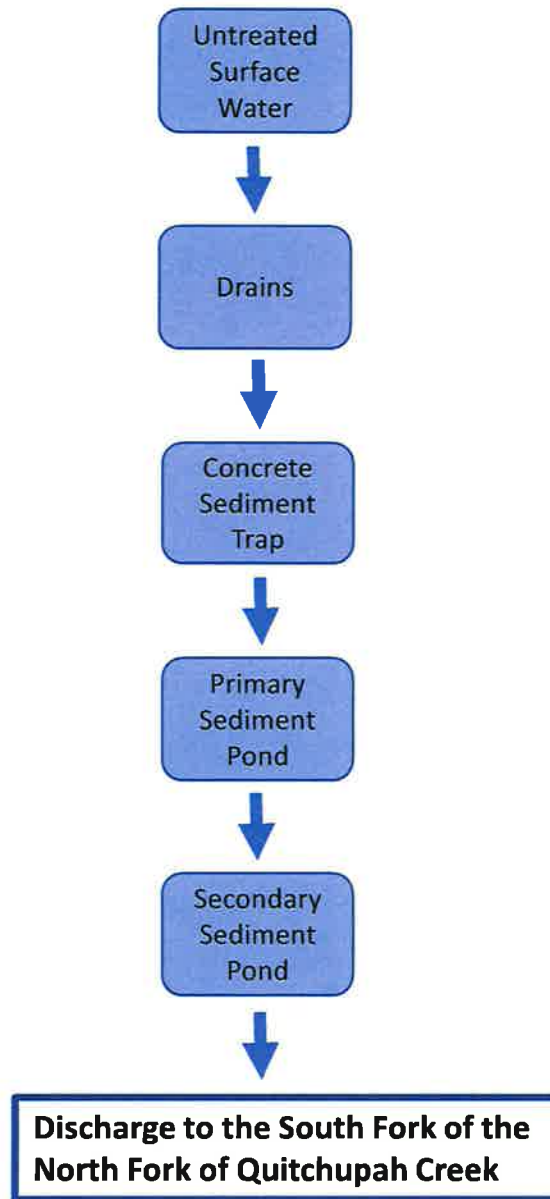 Untreated
Surface
Water
Drains
Concrete
Sediment
Trap
Primary
Sediment
Pond
Secondary
Sediment
Pond
Discharge to the South Fork of the
North Fork of Quitchupah Creek